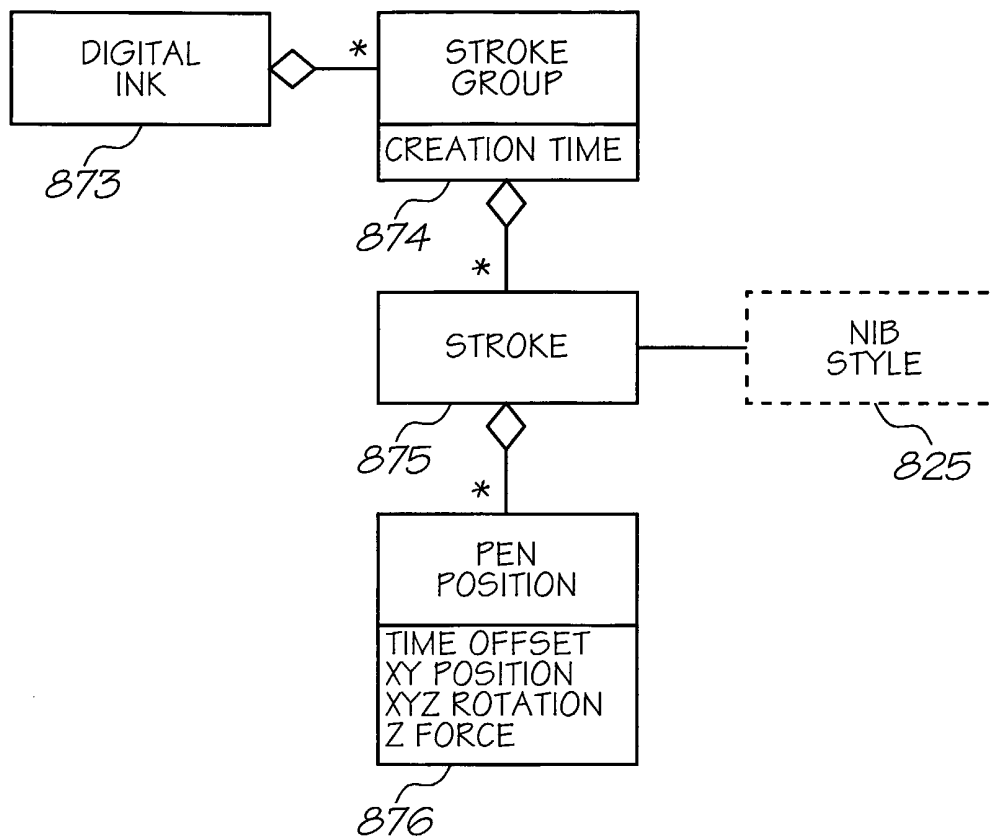 DIGITAL
INK
*
STROKE
GROUP
CREATION TIME
873
874
*
STROKE
NIB
STYLE
875
825
*
PEN
POSITION
TIME OFFSET
XY POSITION
XYZ ROTATION
Z FORCE
876